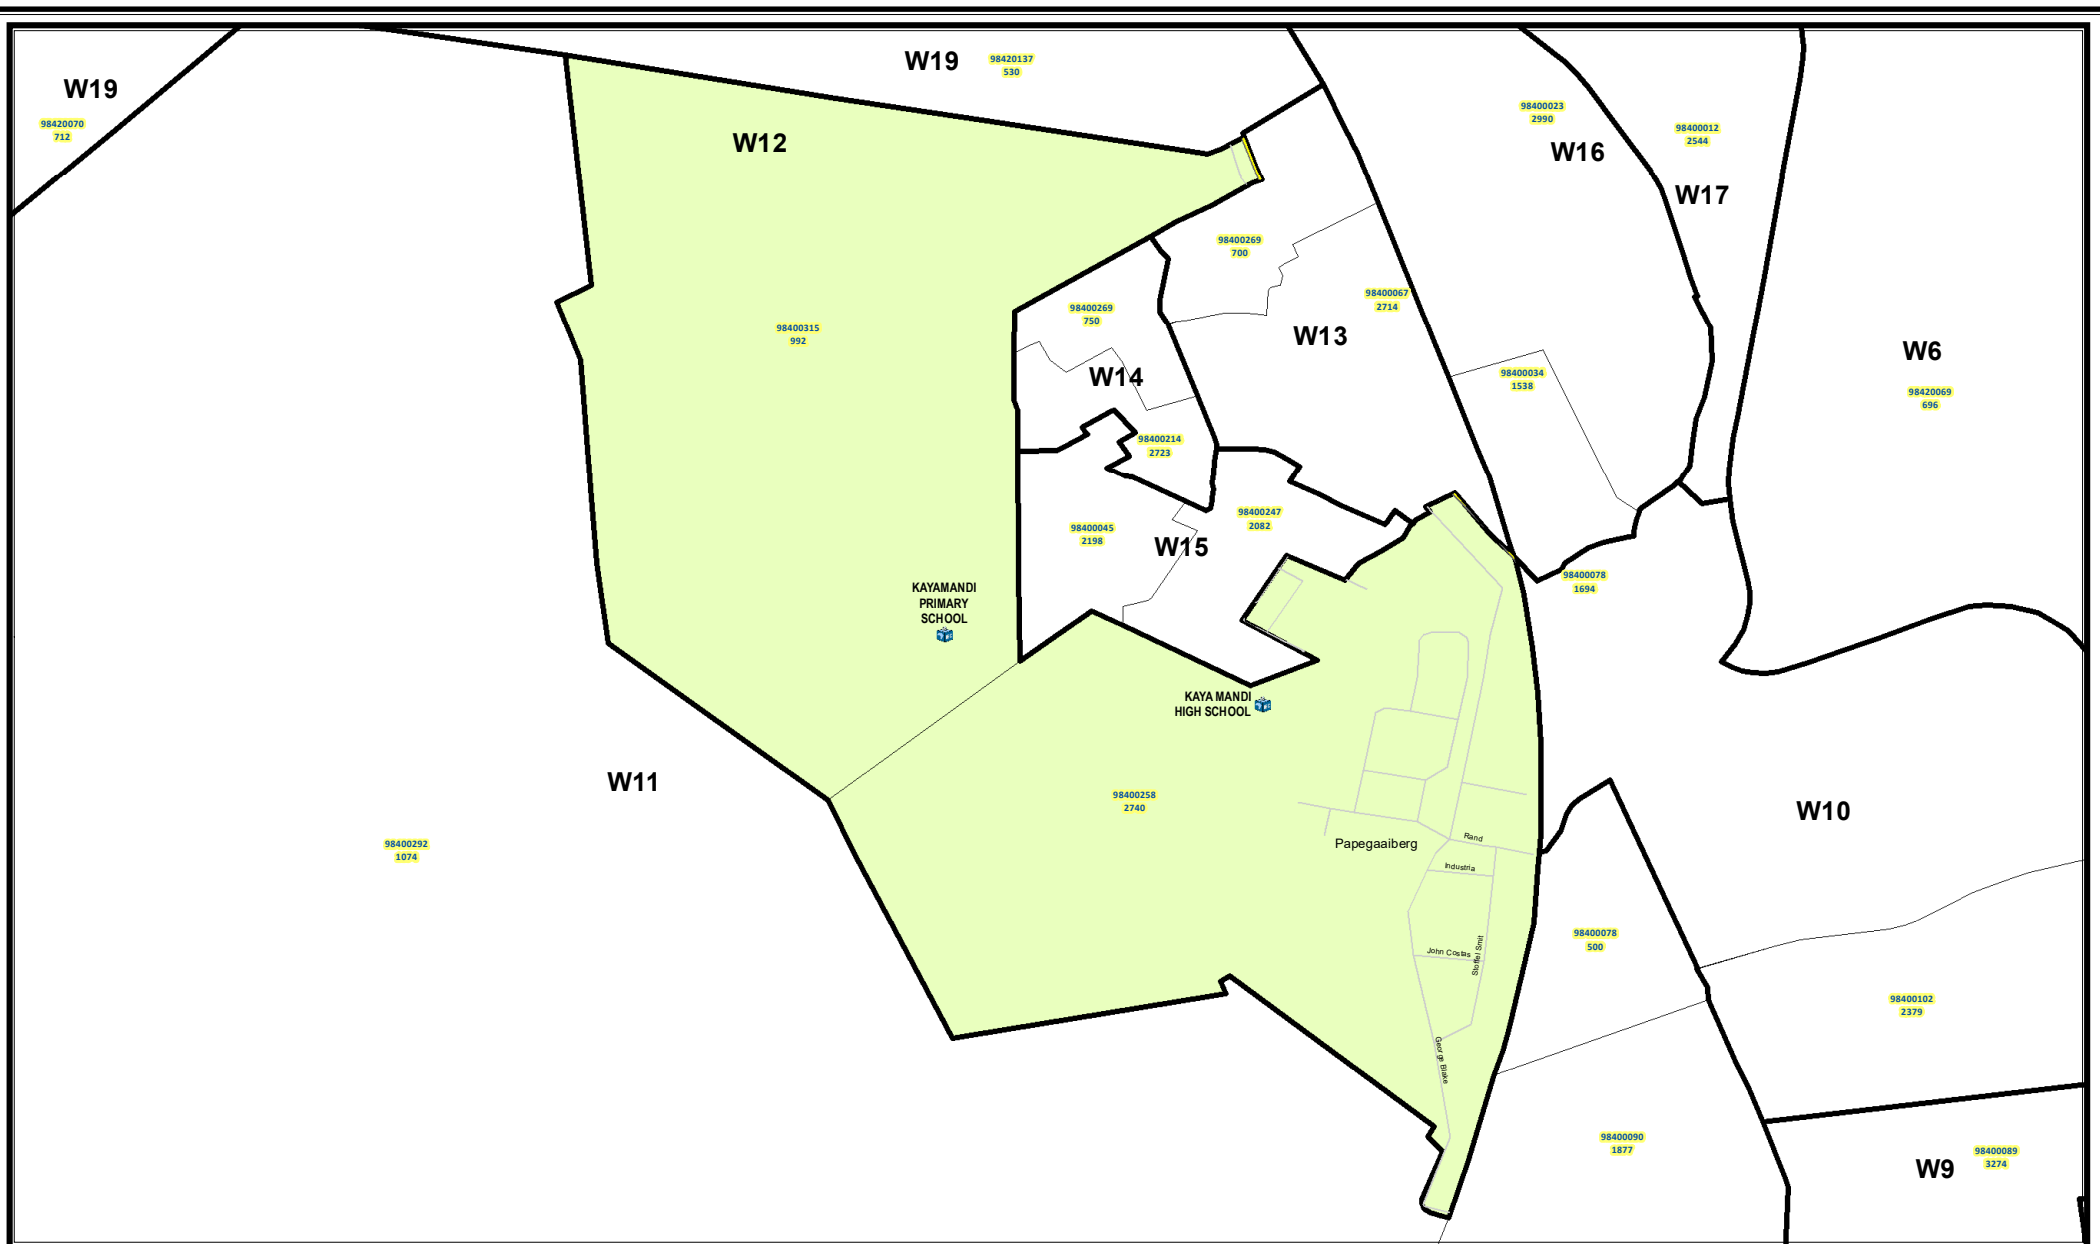 W19
98420137
530
W19
98420070
712
W12
98400023
2990
W16
98400012
2544
W17
98400269
700
98400269
750
98400067
2714
98400315
992
W13
W6
W14
98400034
1538
98420069
696
98400214
2723
98400247
2082
98400045
2198
W15
98400078
1694
KAYAMANDI
PRIMARY
SCHOOL
KAYA MANDI
HIGH SCHOOL
W11
98400258
2740
W10
98400292
1074
Papegaaiberg
Rand
Industria
John Costas
Stoffel Smit
George Blake
98400078
500
98400102
2379
98400090
1877
W9
98400089
3274